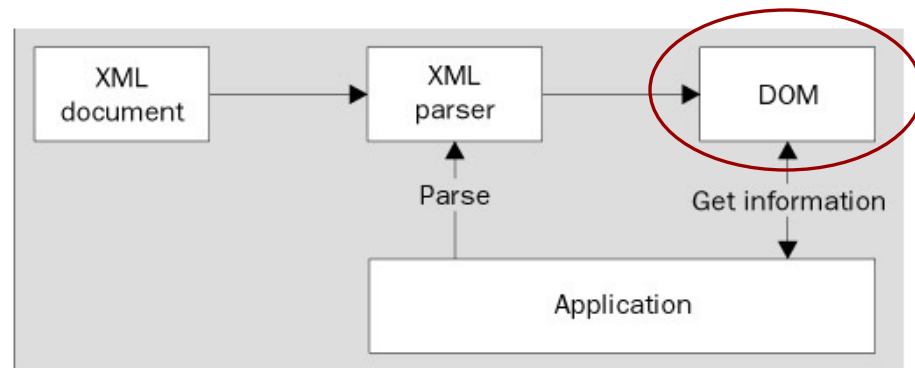 XML
document
XML
parser
DOM
Parse
Get information
Application